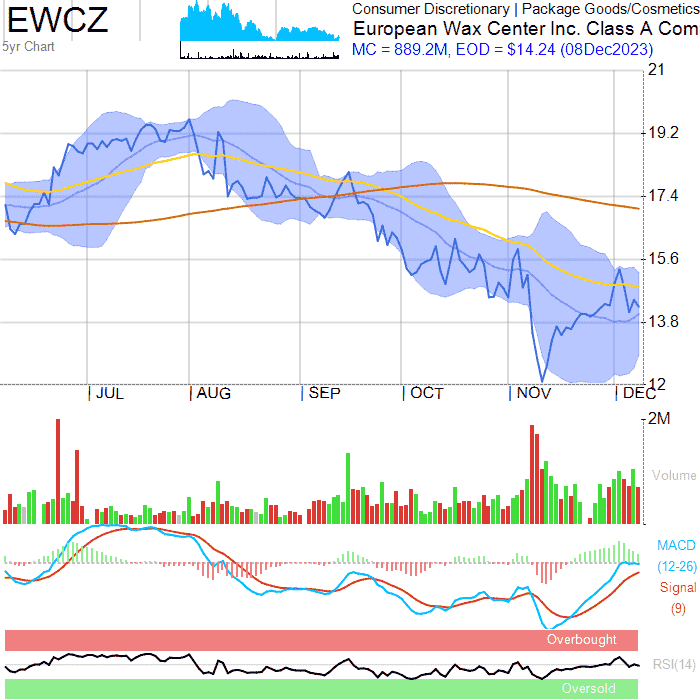 EWCZ
5yr Chart
Consumer Discretionary | Package Goods/Cosmetics
European Wax Center Inc. Class A Com
MC = 889.2M, EOD = $14.24 (08Dec2023)
21
19.2
17.4
15.6
13.8
12
JUL AUG SEP OCT NOV DEC
2M
Volume
MACD
(12-26)
Signal
(9)
Overbought
RSI(14)
Oversold